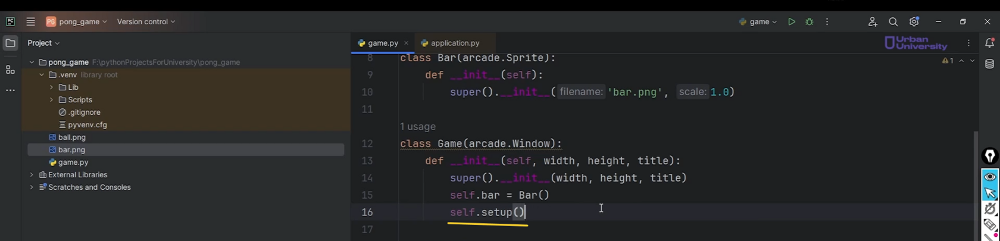 PC PG pong_game Version control game
Project game.py application.py Urban University
pong_game F:\pythonProjectsForUniversity\pong_game
.venv library root
Lib
Scripts
.gitignore
pyvenv.cfg
ball.png
bar.png
game.py
External Libraries
Scratches and Consoles
8 class Bar(arcade.Sprite):
1
9 def __init__(self):
10 super().__init__(filename: 'bar.png', scale: 1.0)
11
1 usage
12 class Game(arcade.Window):
13 def __init__(self, width, height, title):
14 super().__init__(width, height, title)
15 self.bar = Bar()
16 self.setup()
17